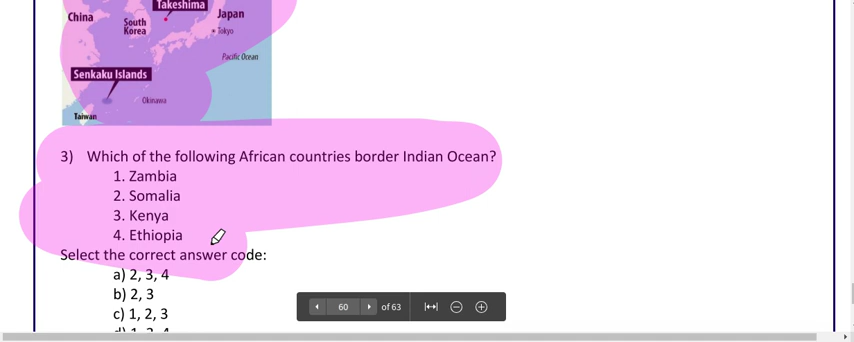 Takeshima
China
South
Korea
Japan
Tokyo
Pacific Ocean
Senkaku Islands
Okinawa
Taiwan
3) Which of the following African countries border Indian Ocean?
1. Zambia
2. Somalia
3. Kenya
4. Ethiopia
Select the correct answer code:
a) 2, 3, 4
b) 2, 3
c) 1, 2, 3
60 of 63